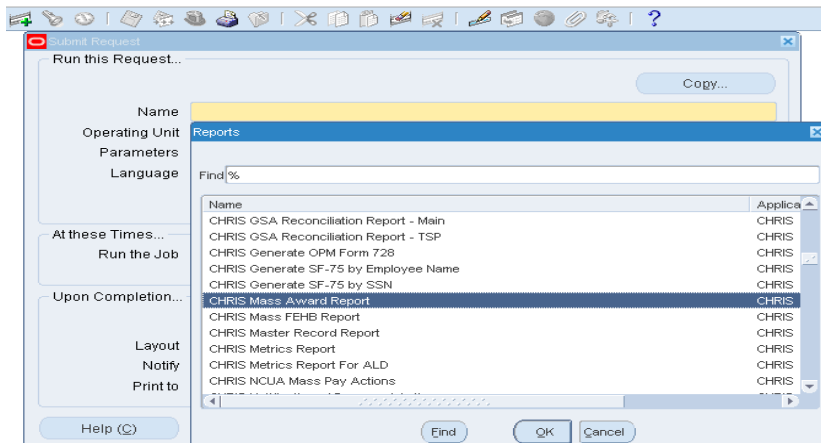 Submit Request
Run this Request...
Copy...
Name
Operating Unit
Parameters
Language
At these Times...
Run the Job
Upon Completion...
Layout
Notify
Print to
Help (C)
Reports
Find %
Name Applica
CHRIS GSA Reconciliation Report - Main CHRIS
CHRIS GSA Reconciliation Report - TSP CHRIS
CHRIS Generate OPM Form 728 CHRIS
CHRIS Generate SF-75 by Employee Name CHRIS
CHRIS Generate SF-75 by SSN CHRIS
CHRIS Mass Award Report CHRIS
CHRIS Mass FEHB Report CHRIS
CHRIS Master Record Report CHRIS
CHRIS Metrics Report CHRIS
CHRIS Metrics Report For ALD CHRIS
CHRIS NCUA Mass Pay Actions CHRIS
Find OK Cancel